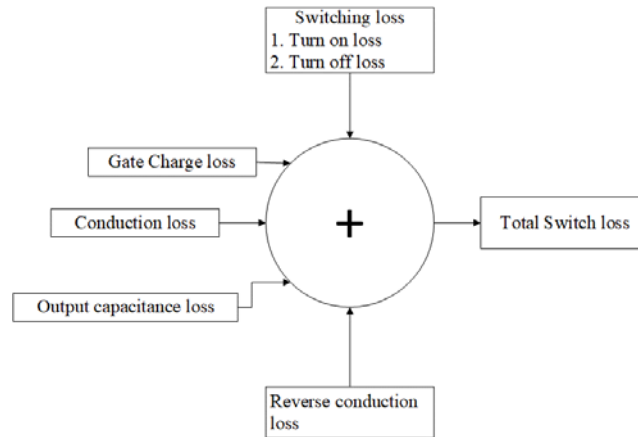 Switching loss
1. Turn on loss
2. Turn off loss
Gate Charge loss
Conduction loss
+
Total Switch loss
Output capacitance loss
Reverse conduction
loss